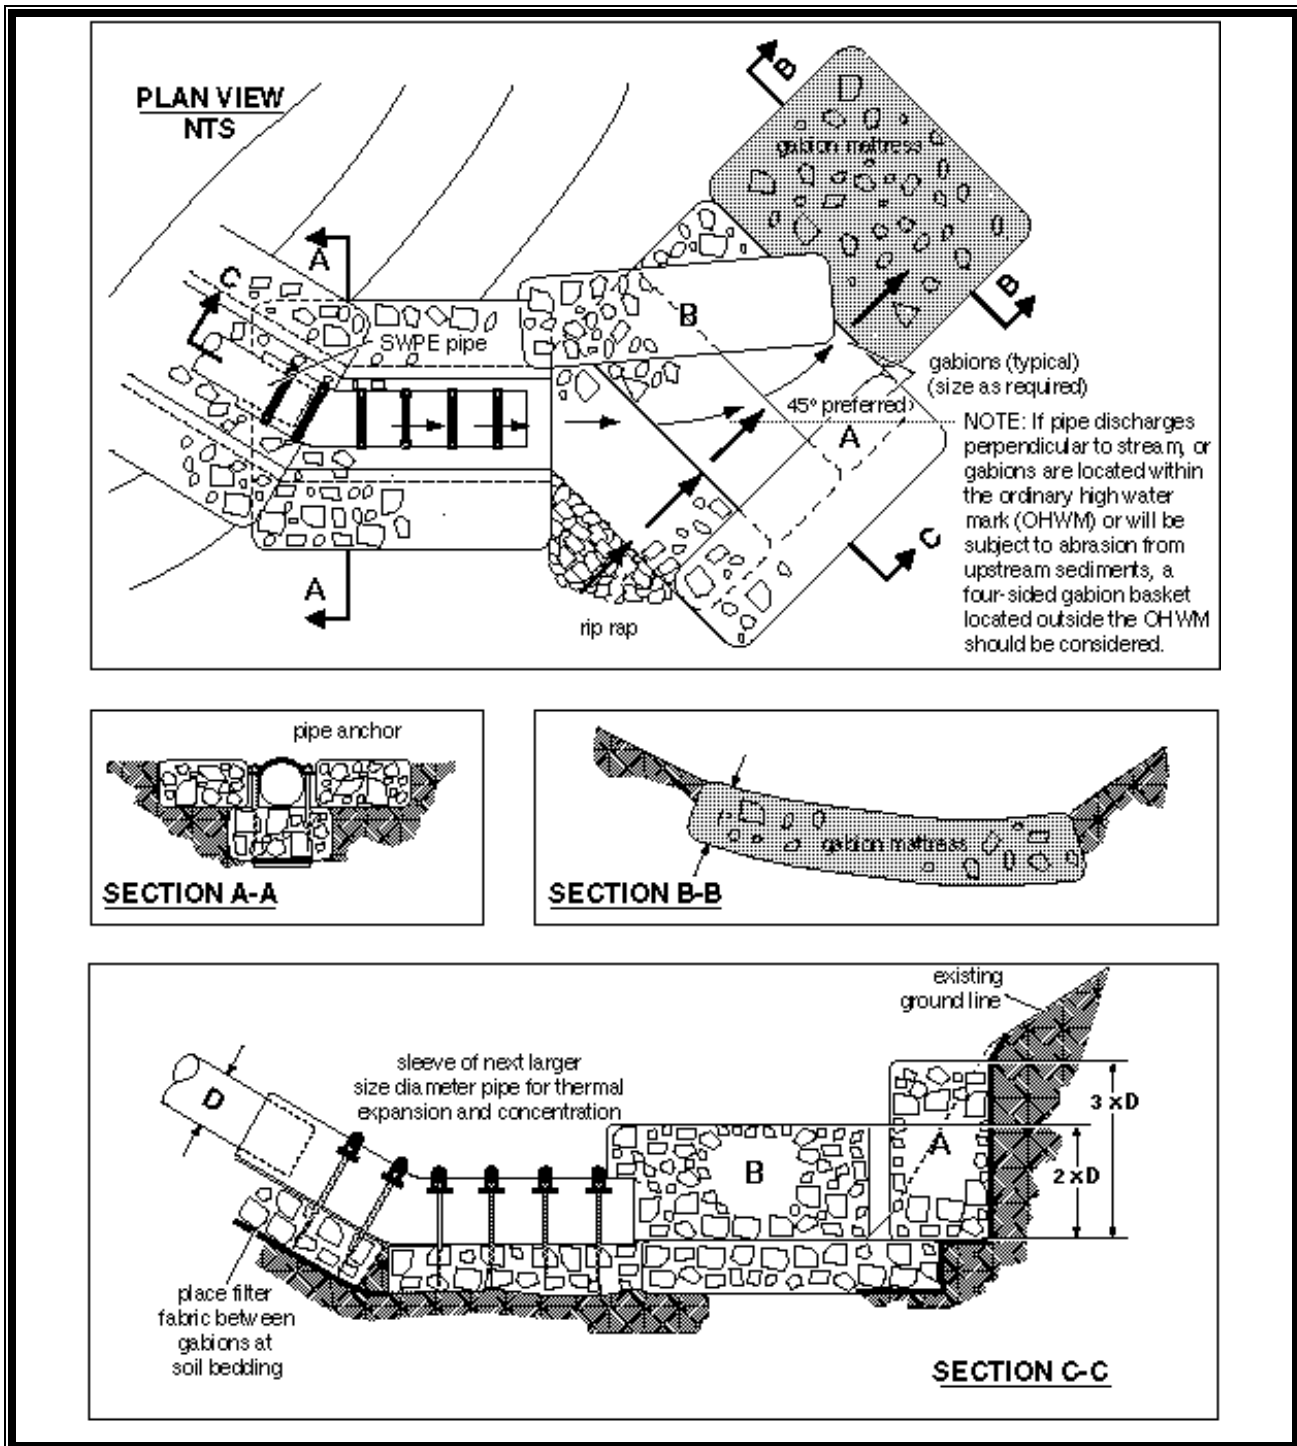 PLAN VIEW
NTS
B
D
gabion mattress
A
C
B
B
SWPE pipe
gabions (typical)
(size as required)
45º preferred
A
NOTE: If pipe discharges
perpendicular to stream, or
gabions are located within
the ordinary high water
mark (OHWM) or will be
subject to abrasion from
upstream sediments, a
four-sided gabion basket
located outside the OHWM
should be considered.
C
A
rip rap
pipe anchor
SECTION A-A
gabion mattress
SECTION B-B
existing
ground line
sleeve of next larger
size diameter pipe for thermal
expansion and concentration
D
3 x D
A
B
2 x D
place filter
fabric between
gabions at
soil bedding
SECTION C-C